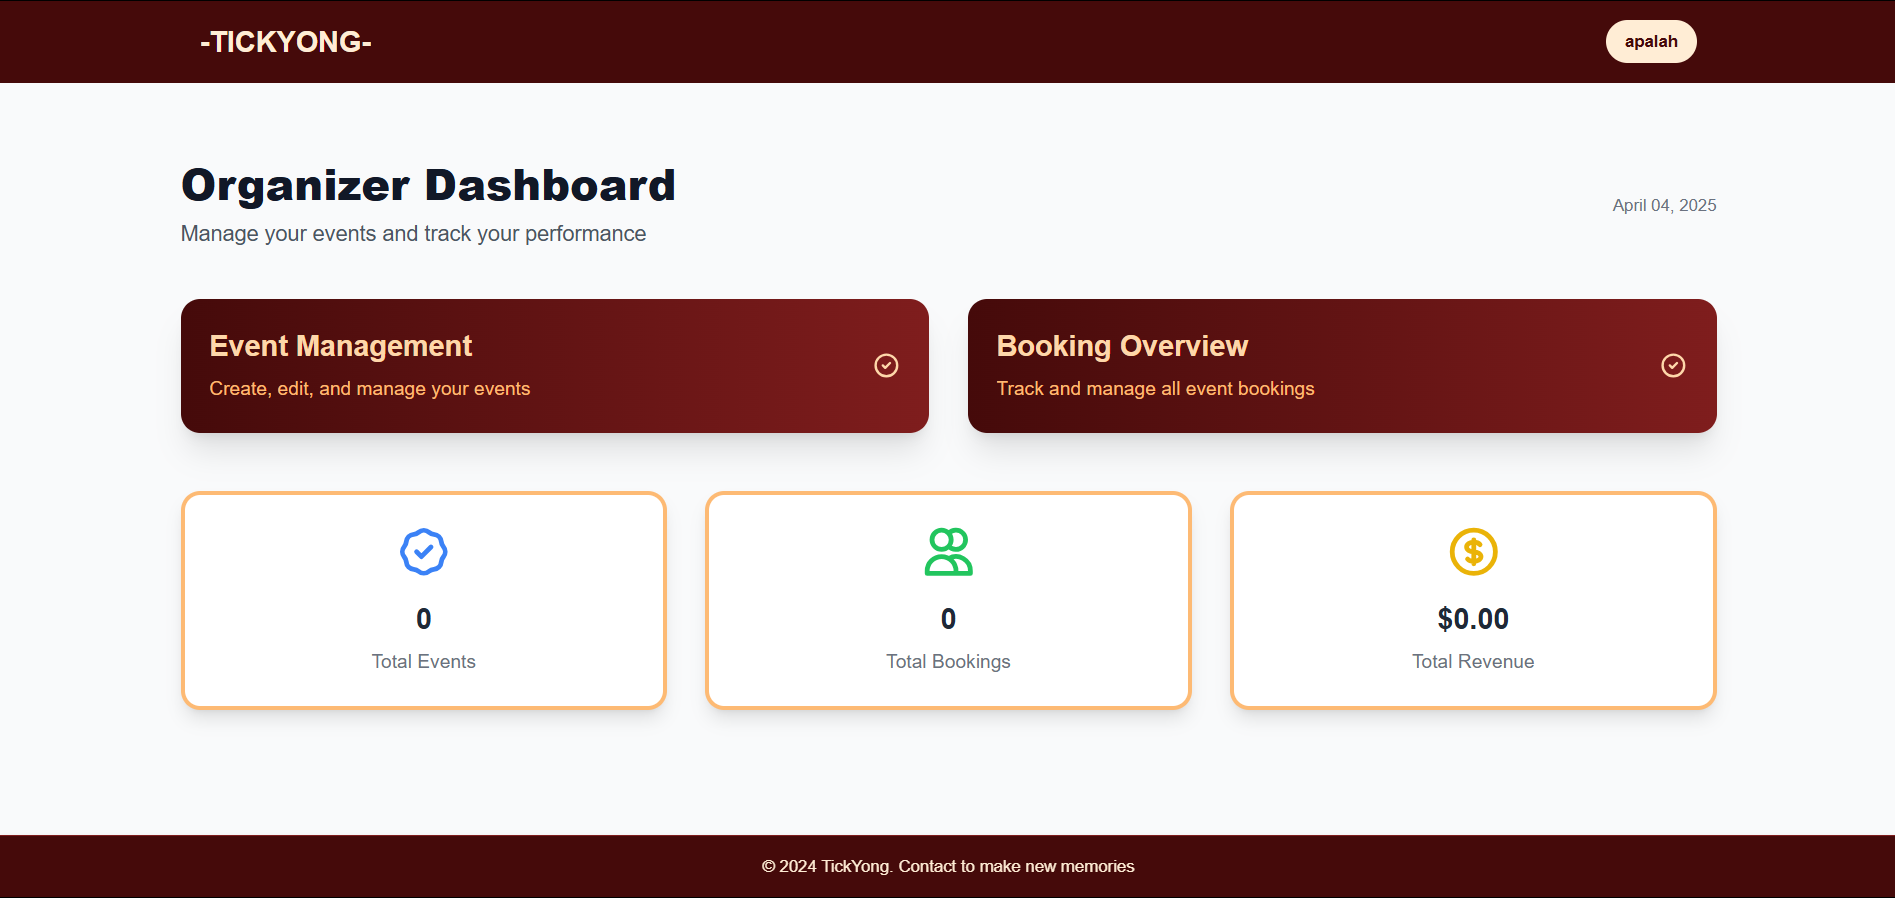 -TICKYONG-
apalah
Organizer Dashboard
Manage your events and track your performance
April 04, 2025
Event Management
Create, edit, and manage your events
Booking Overview
Track and manage all event bookings
0
Total Events
0
Total Bookings
$0.00
Total Revenue
© 2024 TickYong. Contact to make new memories